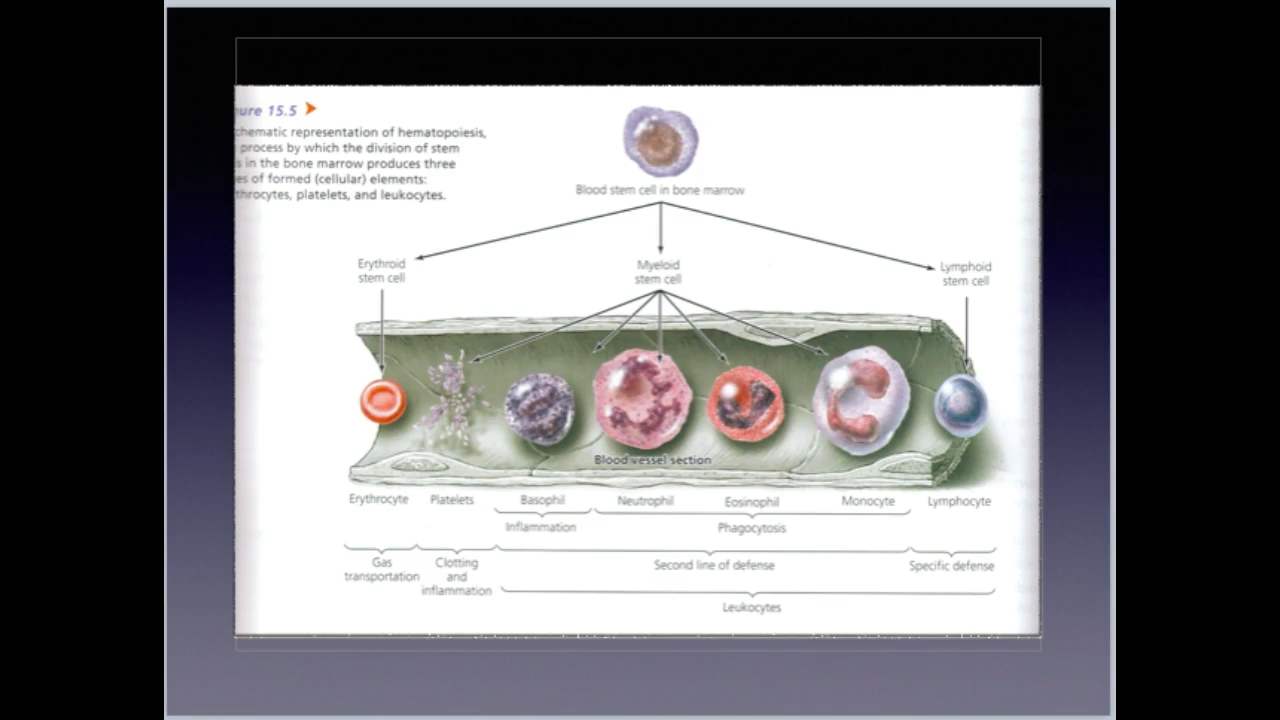 ure 15.5
chematic representation of hematopoiesis,
process by which the division of stem
s in the bone marrow produces three
es of formed (cellular) elements:
throcytes, platelets, and leukocytes.
Blood stem cell in bone marrow
Erythroid
stem cell
Myeloid
stem cell
Lymphoid
stem cell
Blood vessel section
Erythrocyte Platelets Basophil Neutrophil Eosinophil Monocyte Lymphocyte
Inflammation Phagocytosis
Gas
transportation
Clotting
and
inflammation
Second line of defense
Specific defense
Leukocytes